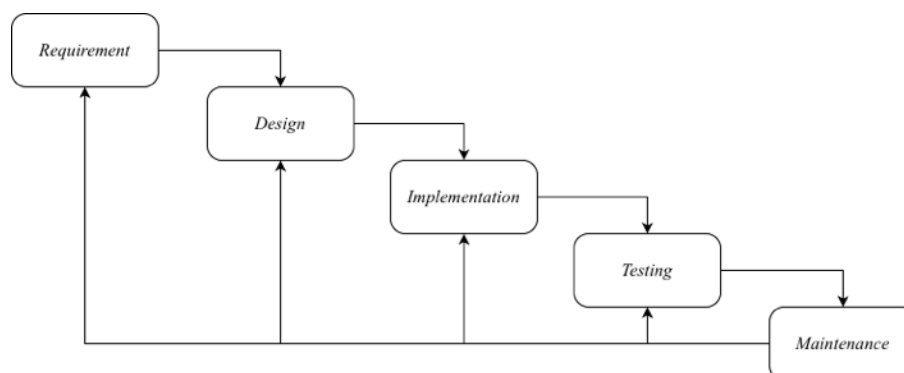 Requirement
Design
Implementation
Testing
Maintenance